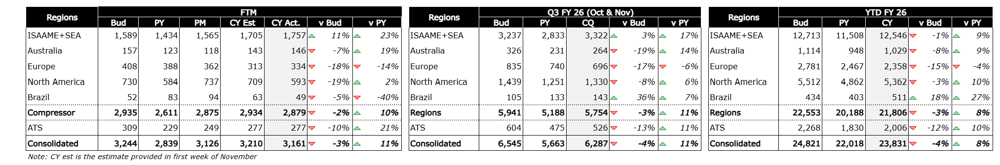 Regions FTM Regions Q3 FY 26 (Oct & Nov) Regions YTD FY 26
Bud PY PM CY Est CY Act. v Bud v PY Bud PY CQ v Bud v PY Bud PY CY v Bud v PY
ISAAME+SEA 1,589 1,434 1,565 1,705 1,757 11% 23% ISAAME+SEA 3,237 2,833 3,322 3% 17% ISAAME+SEA 12,713 11,508 12,546 -1% 9%
Australia 157 123 118 143 146 -7% 19% Australia 326 231 264 -19% 14% Australia 1,114 948 1,029 -8% 9%
Europe 408 388 362 313 334 -18% -14% Europe 835 740 696 -17% -6% Europe 2,781 2,467 2,358 -15% -4%
North America 730 584 737 709 593 -19% 2% North America 1,439 1,251 1,330 -8% 6% North America 5,512 4,862 5,362 -3% 10%
Brazil 52 83 94 63 49 -5% -40% Brazil 105 133 143 36% 7% Brazil 434 403 511 18% 27%
Compressor 2,935 2,611 2,875 2,934 2,879 -2% 10% Regions 5,941 5,188 5,754 -3% 11% Regions 22,553 20,188 21,806 -3% 8%
ATS 309 229 249 277 277 -10% 21% ATS 604 475 526 -13% 11% ATS 2,268 1,830 2,006 -12% 10%
Consolidated 3,244 2,839 3,126 3,210 3,161 -3% 11% Consolidated 6,545 5,663 6,287 -4% 11% Consolidated 24,821 22,018 23,831 -4% 8%
Note: CY est is the estimate provided in first week of November